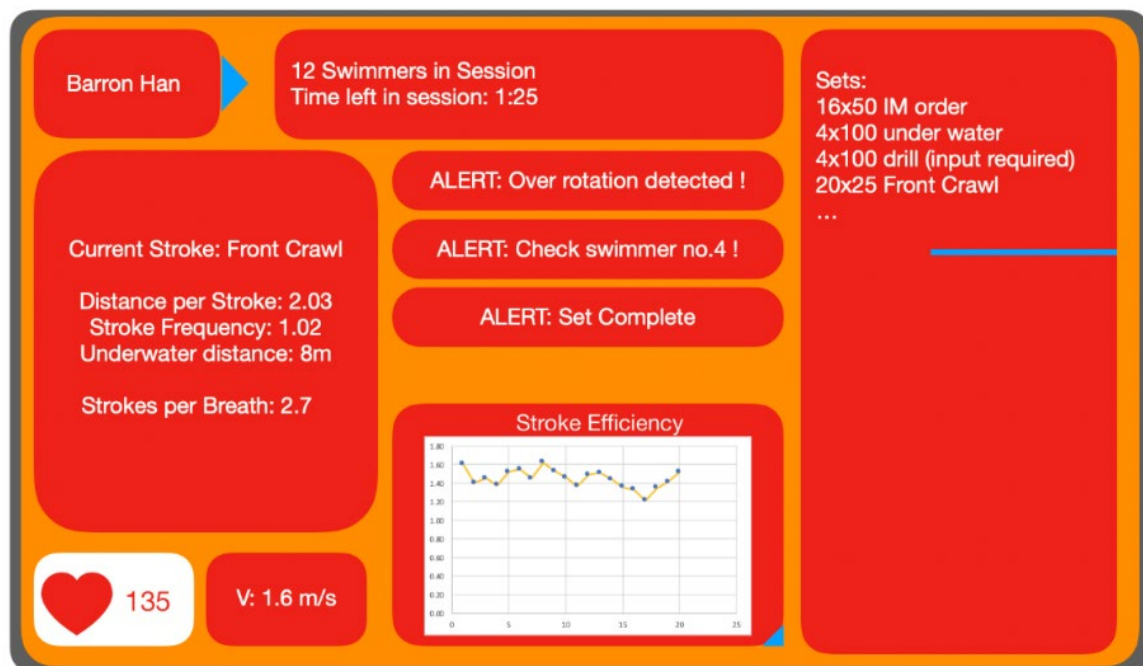 Barron Han
12 Swimmers in Session
Time left in session: 1:25
Sets:
16x50 IM order
4x100 under water
4x100 drill (input required)
20x25 Front Crawl
...
Current Stroke: Front Crawl
Distance per Stroke: 2.03
Stroke Frequency: 1.02
Underwater distance: 8m
Strokes per Breath: 2.7
ALERT: Over rotation detected !
ALERT: Check swimmer no.4 !
ALERT: Set Complete
Stroke Efficiency
1.80
1.60
1.40
1.20
1.00
0.80
0.60
0.40
0.20
0.00
0 5 10 15 20 25
135
V: 1.6 m/s